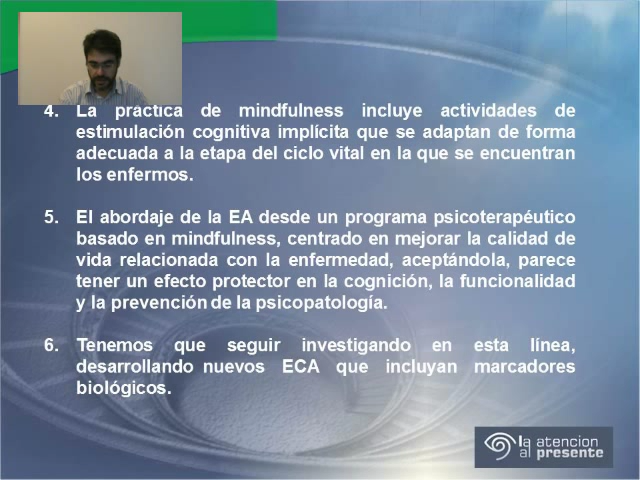 4. La práctica de mindfulness incluye actividades de
estimulación cognitiva implícita que se adaptan de forma
adecuada a la etapa del ciclo vital en la que se encuentran
los enfermos.
5. El abordaje de la EA desde un programa psicoterapéutico
basado en mindfulness, centrado en mejorar la calidad de
vida relacionada con la enfermedad, aceptándola, parece
tener un efecto protector en la cognición, la funcionalidad
y la prevención de la psicopatología.
6. Tenemos que seguir investigando en esta línea,
desarrollando nuevos ECA que incluyan marcadores
biológicos.
la atencion
al presente